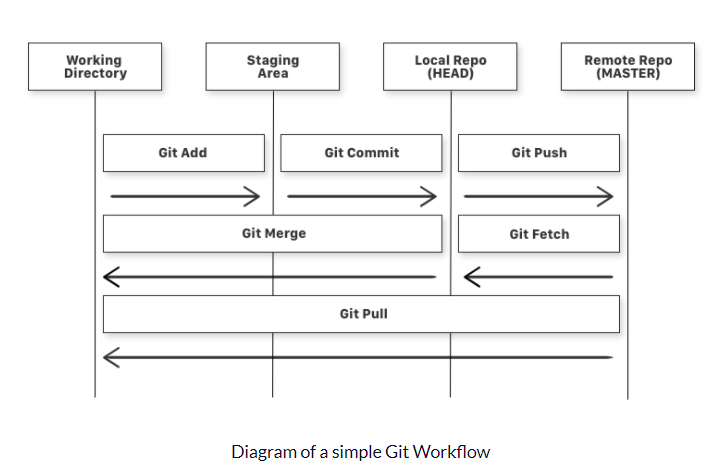 Working
Directory
Staging
Area
Local Repo
(HEAD)
Remote Repo
(MASTER)
Git Add
Git Commit
Git Push
Git Merge
Git Fetch
Git Pull
Diagram of a simple Git Workflow